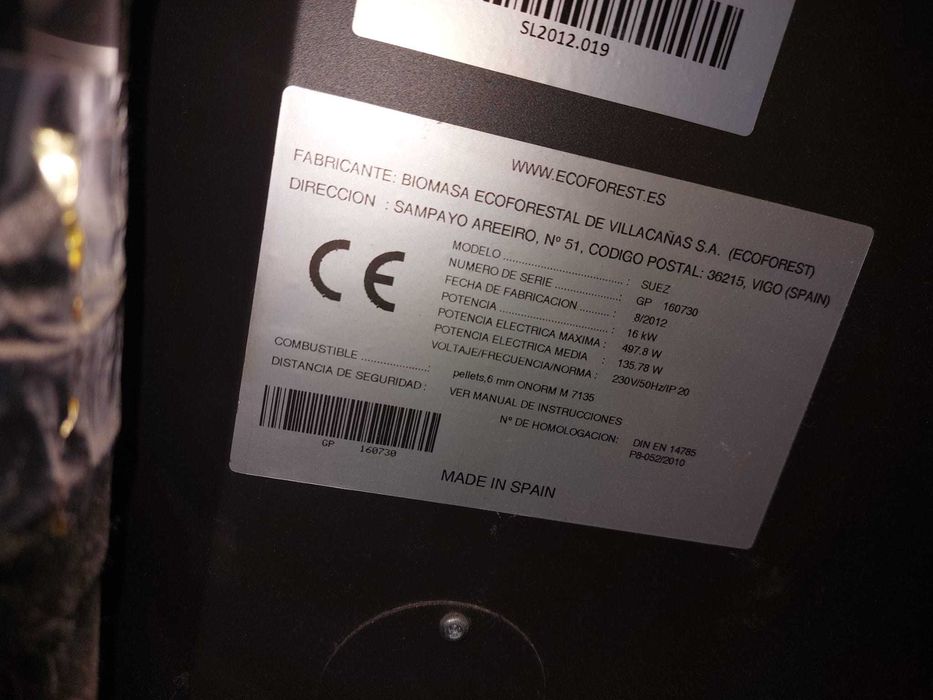 SL2012.019
WWW.ECOFOREST.ES
FABRICANTE: BIOMASA ECOFORESTAL DE VILLACAÑAS S.A. (ECOFOREST)
DIRECCION : SAMPAYO AREEIRO, Nº 51, CODIGO POSTAL: 36215, VIGO (SPAIN)
CE
MODELO ........................ : SUEZ
NUMERO DE SERIE ................ : GP 160730
FECHA DE FABRICACION ......... : 8/2012
POTENCIA ........................... : 16 kW
POTENCIA ELECTRICA MAXIMA : 497.8 W
POTENCIA ELECTRICA MEDIA : 135.78 W
VOLTAJE/FRECUENCIA/NORMA : 230V/50Hz/IP 20
COMBUSTIBLE ................. : pellets,6 mm ONORM M 7135
DISTANCIA DE SEGURIDAD : VER MANUAL DE INSTRUCCIONES
Nº DE HOMOLOGACION: DIN EN 14785
P8-052/2010
GP 160730
MADE IN SPAIN